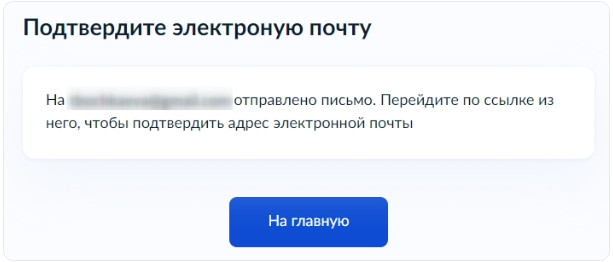 Подтвердите электроную почту
На отправлено письмо. Перейдите по ссылке из
него, чтобы подтвердить адрес электронной почты
На главную